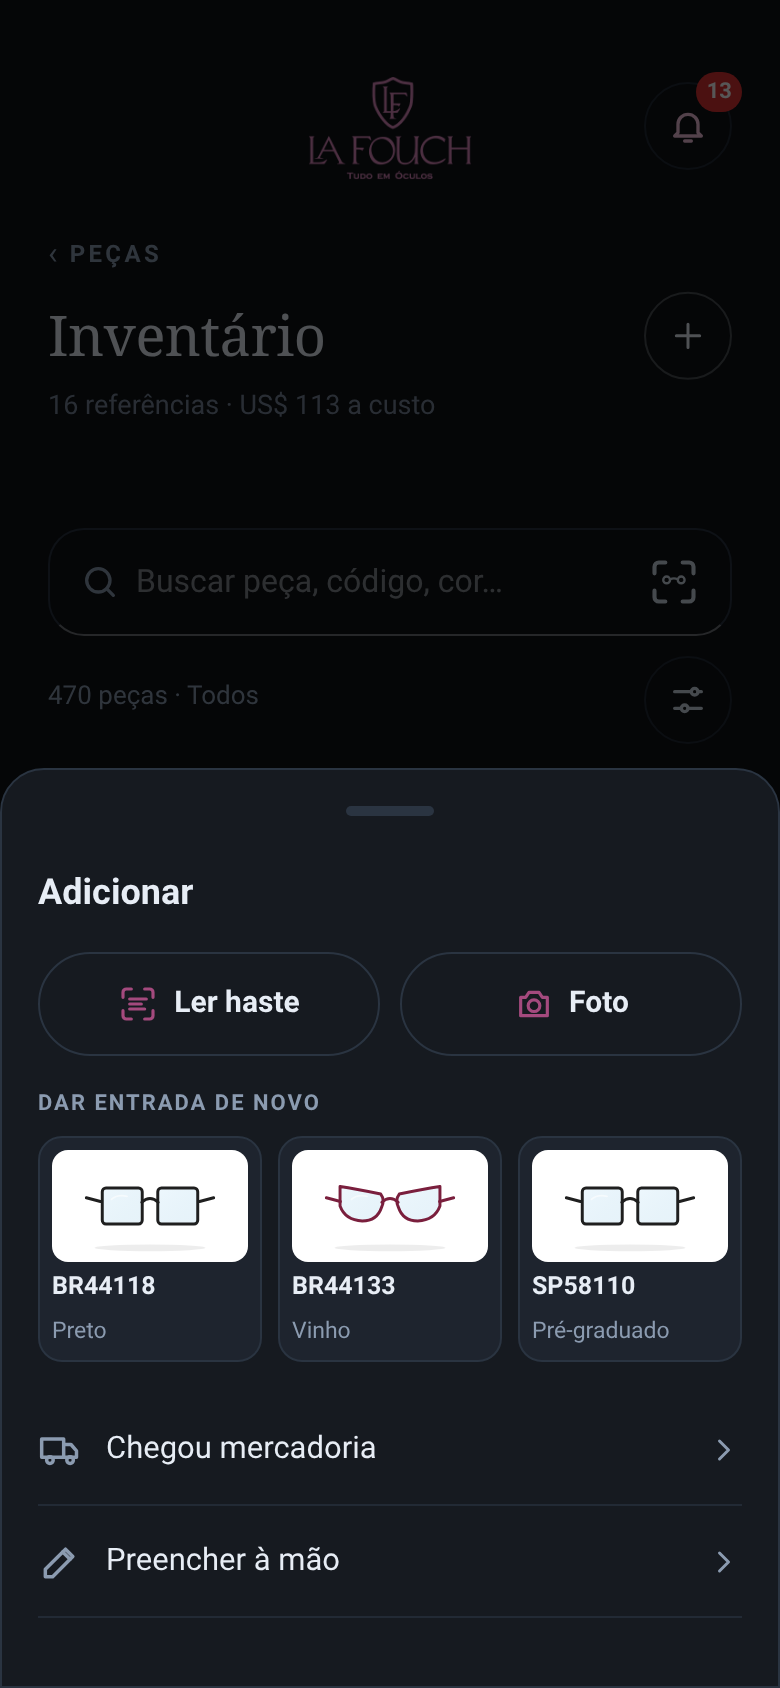 13
LF
LA FOUCH
TUDO EM ÓCULOS
‹ PEÇAS
Inventário
16 referências · US$ 113 a custo
Buscar peça, código, cor...
470 peças · Todos
Adicionar
Ler haste
Foto
DAR ENTRADA DE NOVO
BR44118
Preto
BR44133
Vinho
SP58110
Pré-graduado
Chegou mercadoria
Preencher à mão